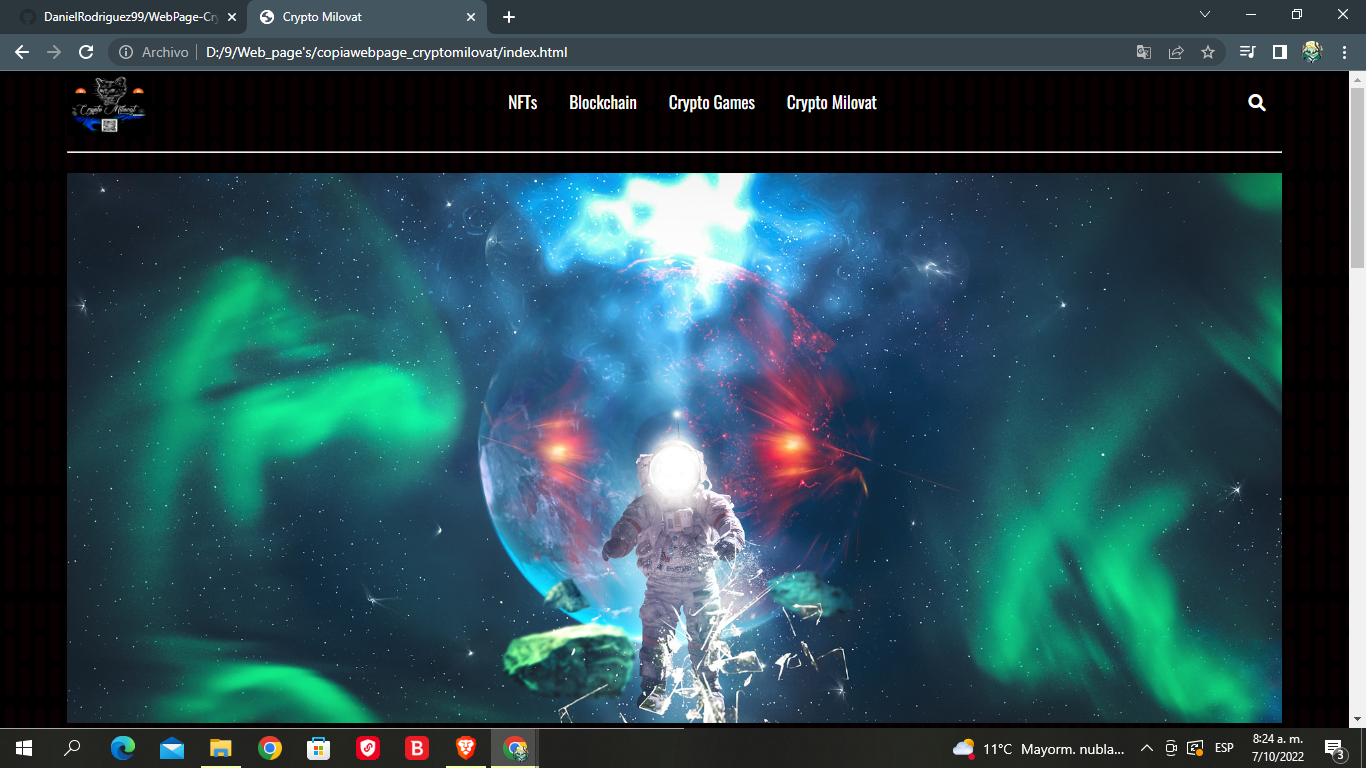 DanielRodriguez99/WebPage-Cry
Crypto Milovat
Archivo
D:/9/Web_page's/copiawebpage_cryptomilovat/index.html
Crypto Milovat
NFTs
Blockchain
Crypto Games
Crypto Milovat
B
11°C Mayorm. nubla...
ESP
8:24 a. m.
7/10/2022
3